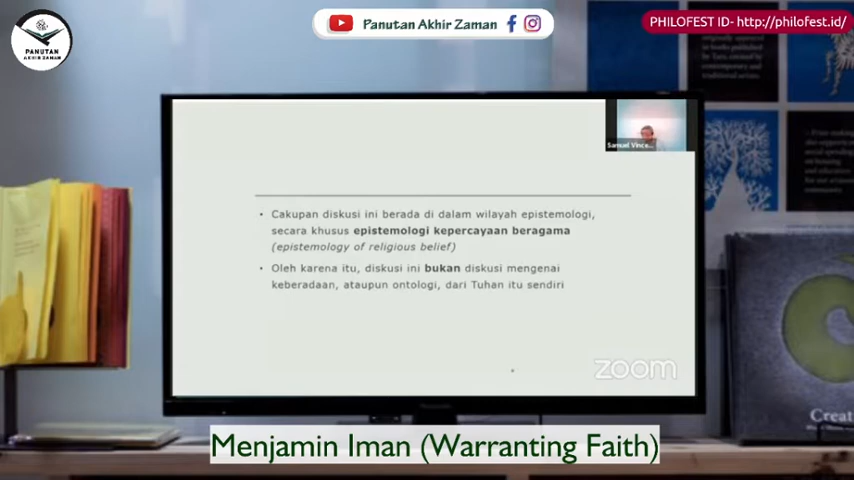 PANUTAN
AKHIR ZAMAN
Panutan Akhir Zaman
PHILOFEST ID- http://philofest.id/
Samuel Vince...
• Cakupan diskusi ini berada di dalam wilayah epistemologi,
secara khusus epistemologi kepercayaan beragama
(epistemology of religious belief)
• Oleh karena itu, diskusi ini bukan diskusi mengenai
keberadaan, ataupun ontologi, dari Tuhan itu sendiri
zoom
Creat
Menjamin Iman (Warranting Faith)